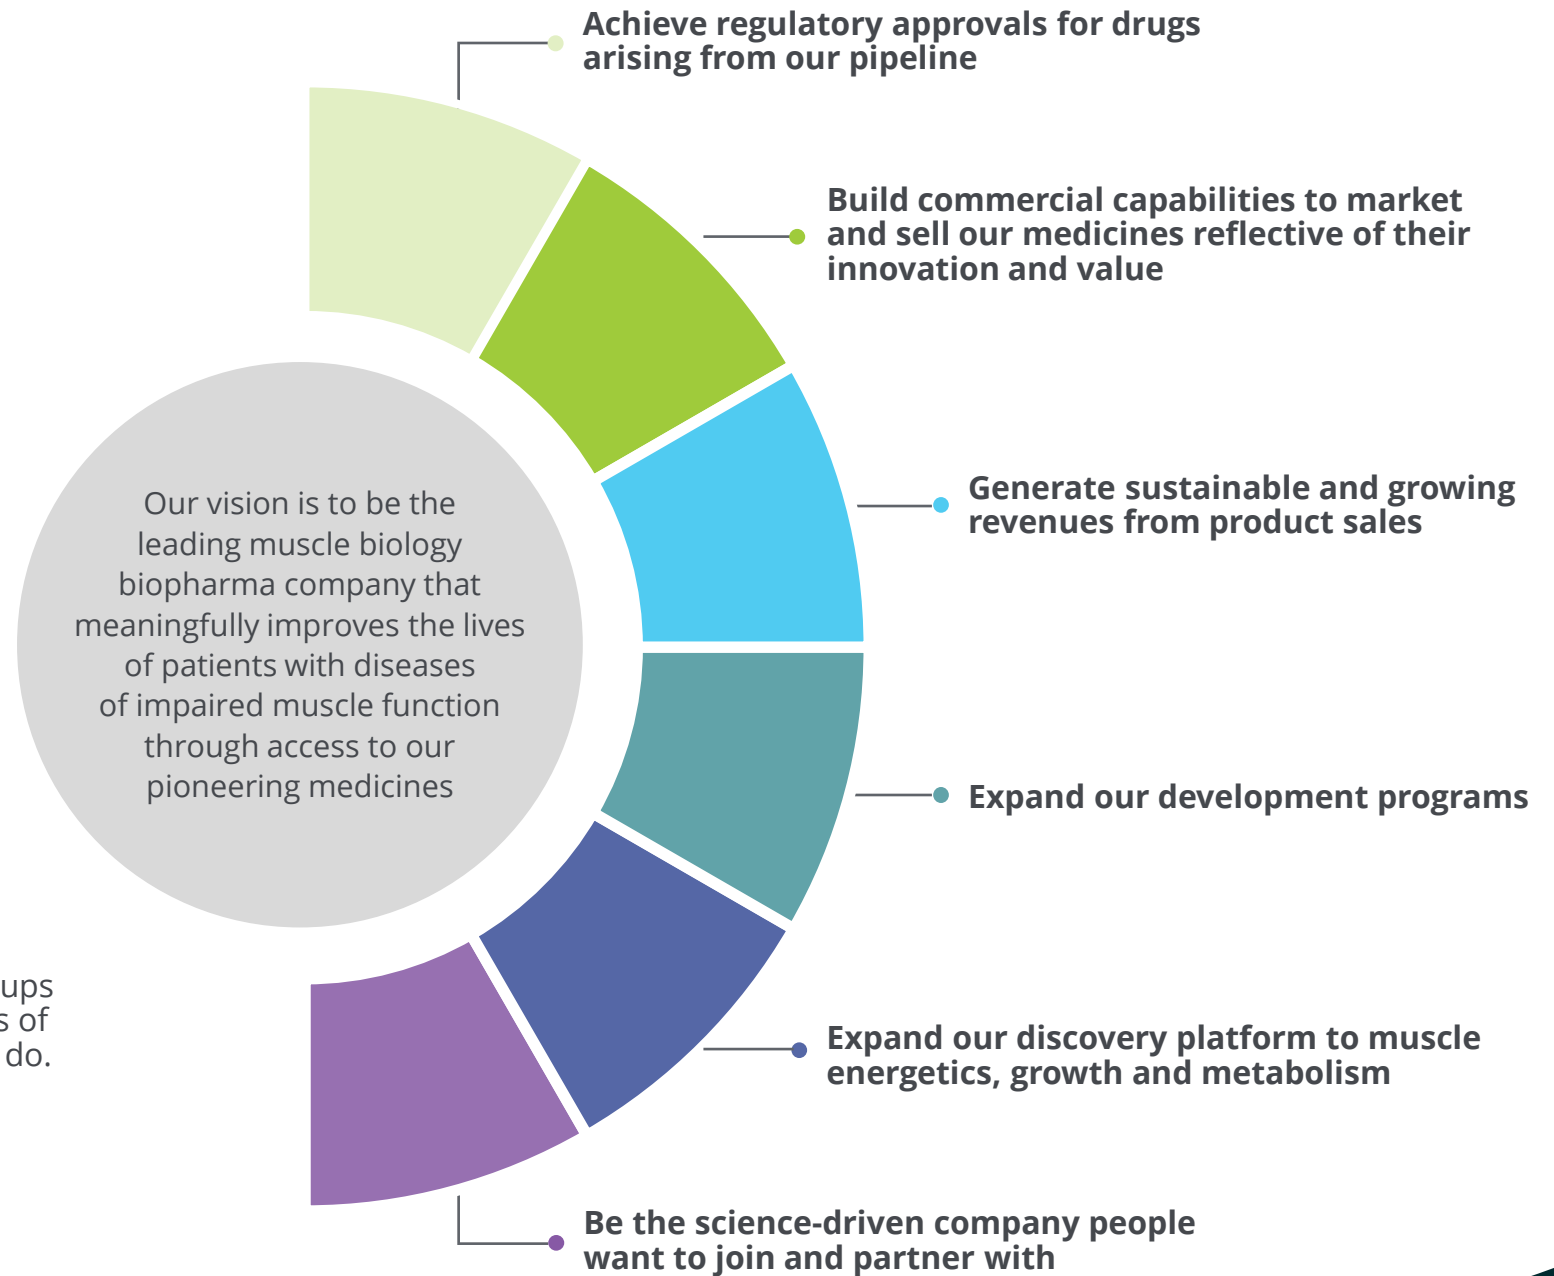 Achieve regulatory approvals for drugs
arising from our pipeline
Build commercial capabilities to market
and sell our medicines reflective of their
innovation and value
Generate sustainable and growing
revenues from product sales
Our vision is to be the
leading muscle biology
biopharma company that
meaningfully improves the lives
of patients with diseases
of impaired muscle function
through access to our
pioneering medicines
Expand our development programs
ups
s of
do.
Expand our discovery platform to muscle
energetics, growth and metabolism
Be the science-driven company people
want to join and partner with